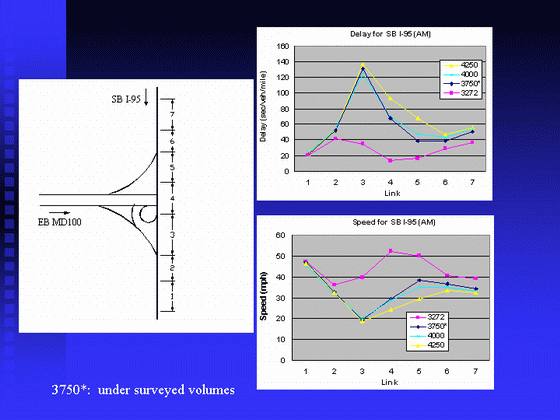 SB I-95
7
6
5
4
3
2
1
EB MD100
3750*: under surveyed volumes
Delay for SB I-95 (AM)
Delay (sec/veh/mile)
160
140
120
100
80
60
40
20
0
4250
4000
3750*
3272
1 2 3 4 5 6 7
Link
Speed for SB I-95 (AM)
Speed (mph)
60
50
40
30
20
10
0
3272
3750*
4000
4250
1 2 3 4 5 6 7
Link